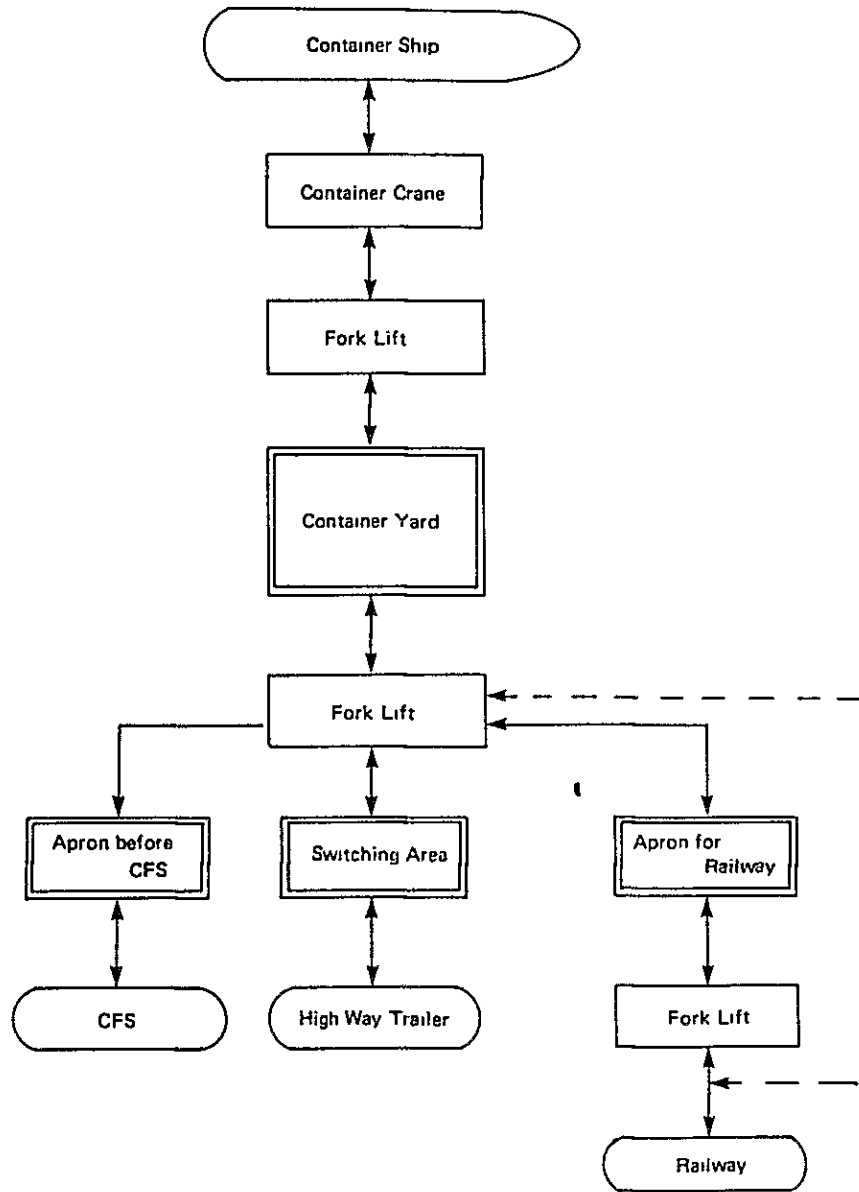 Container Ship
Container Crane
Fork Lift
Container Yard
Fork Lift
Apron before
CFS
Switching Area
Apron for
Railway
CFS
High Way Trailer
Fork Lift
Railway